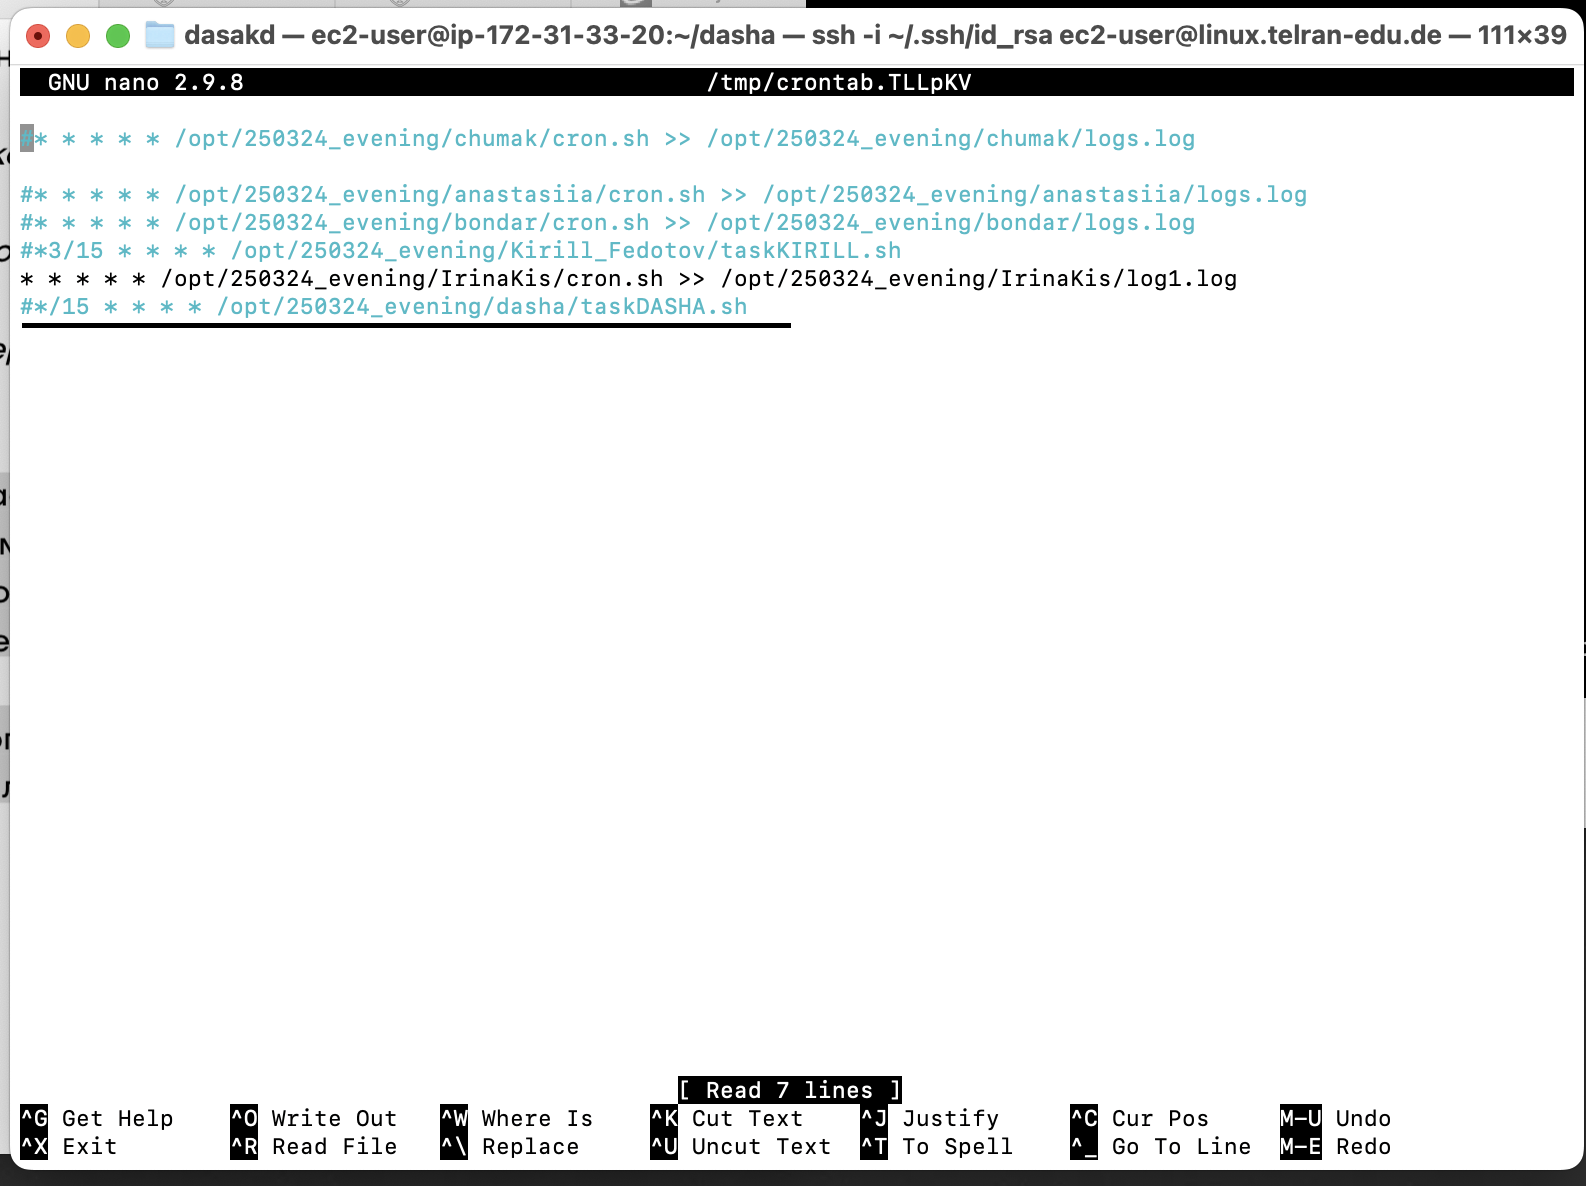 dasakd — ec2-user@ip-172-31-33-20:~/dasha — ssh -i ~/.ssh/id_rsa ec2-user@linux.telran-edu.de — 111×39
GNU nano 2.9.8 /tmp/crontab.TLLpKV
#* * * * * /opt/250324_evening/chumak/cron.sh >> /opt/250324_evening/chumak/logs.log
#* * * * * /opt/250324_evening/anastasiia/cron.sh >> /opt/250324_evening/anastasiia/logs.log
#* * * * * /opt/250324_evening/bondar/cron.sh >> /opt/250324_evening/bondar/logs.log
#*3/15 * * * * /opt/250324_evening/Kirill_Fedotov/taskKIRILL.sh
* * * * * /opt/250324_evening/IrinaKis/cron.sh >> /opt/250324_evening/IrinaKis/log1.log
#*/15 * * * * /opt/250324_evening/dasha/taskDASHA.sh
[ Read 7 lines ]
^G Get Help ^O Write Out ^W Where Is ^K Cut Text ^J Justify ^C Cur Pos M-U Undo
^X Exit ^R Read File ^\ Replace ^U Uncut Text ^T To Spell ^_ Go To Line M-E Redo